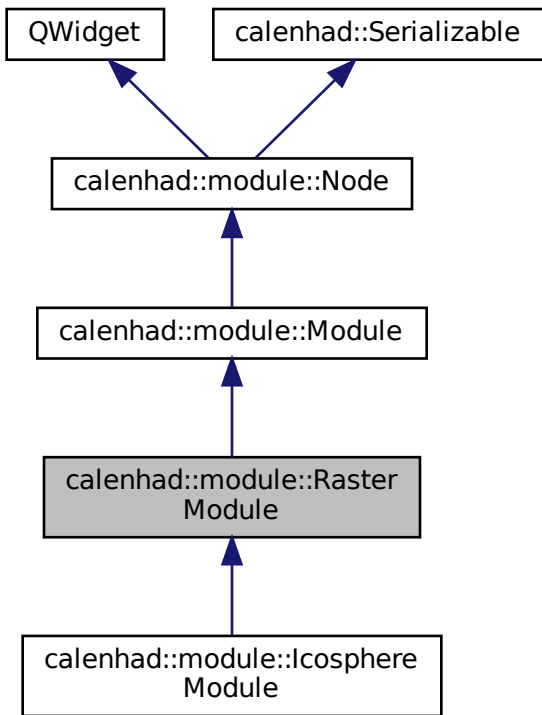 QWidget
calenhad::Serializable
calenhad::module::Node
calenhad::module::Module
calenhad::module::Raster
Module
calenhad::module::Icosphere
Module